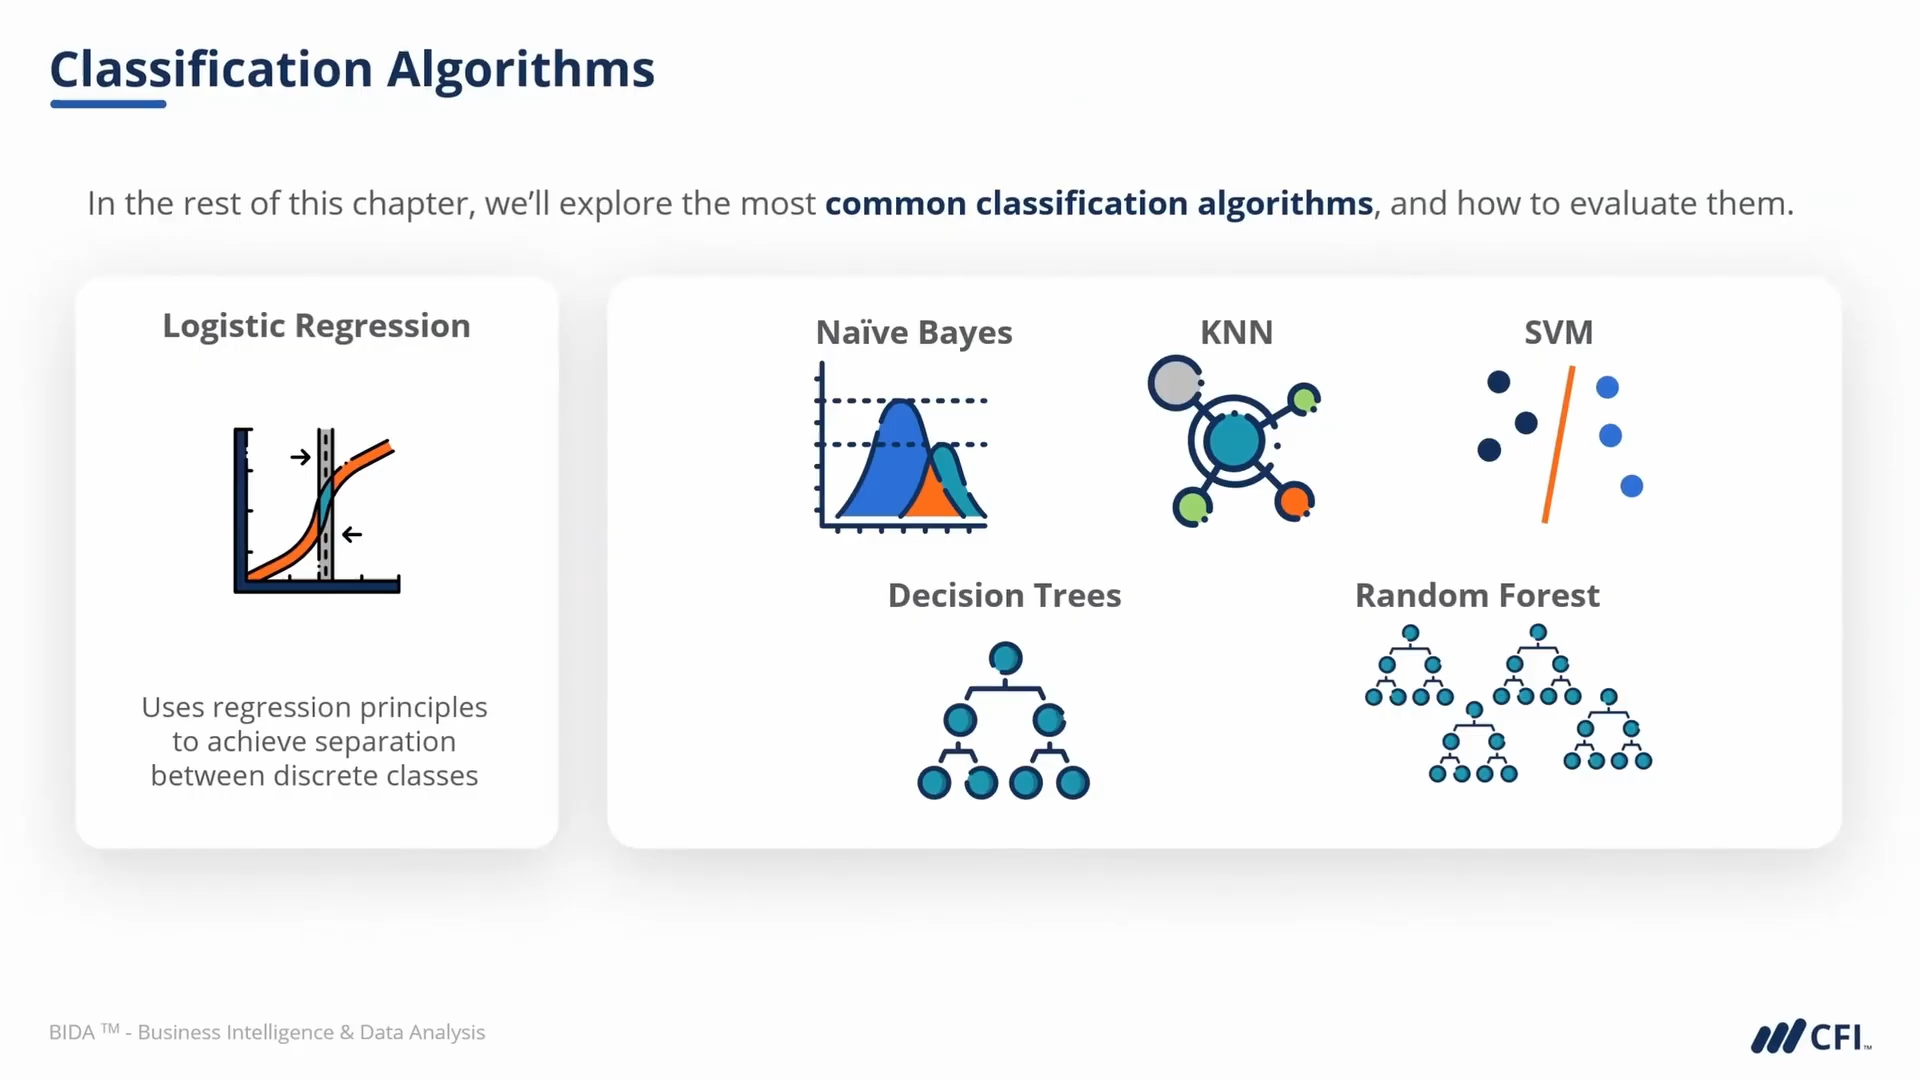 Classification Algorithms
In the rest of this chapter, we’ll explore the most common classification algorithms, and how to evaluate them.
Logistic Regression
Uses regression principles
to achieve separation
between discrete classes
Naïve Bayes
KNN
SVM
Decision Trees
Random Forest
BIDA ™ - Business Intelligence & Data Analysis
CFI™